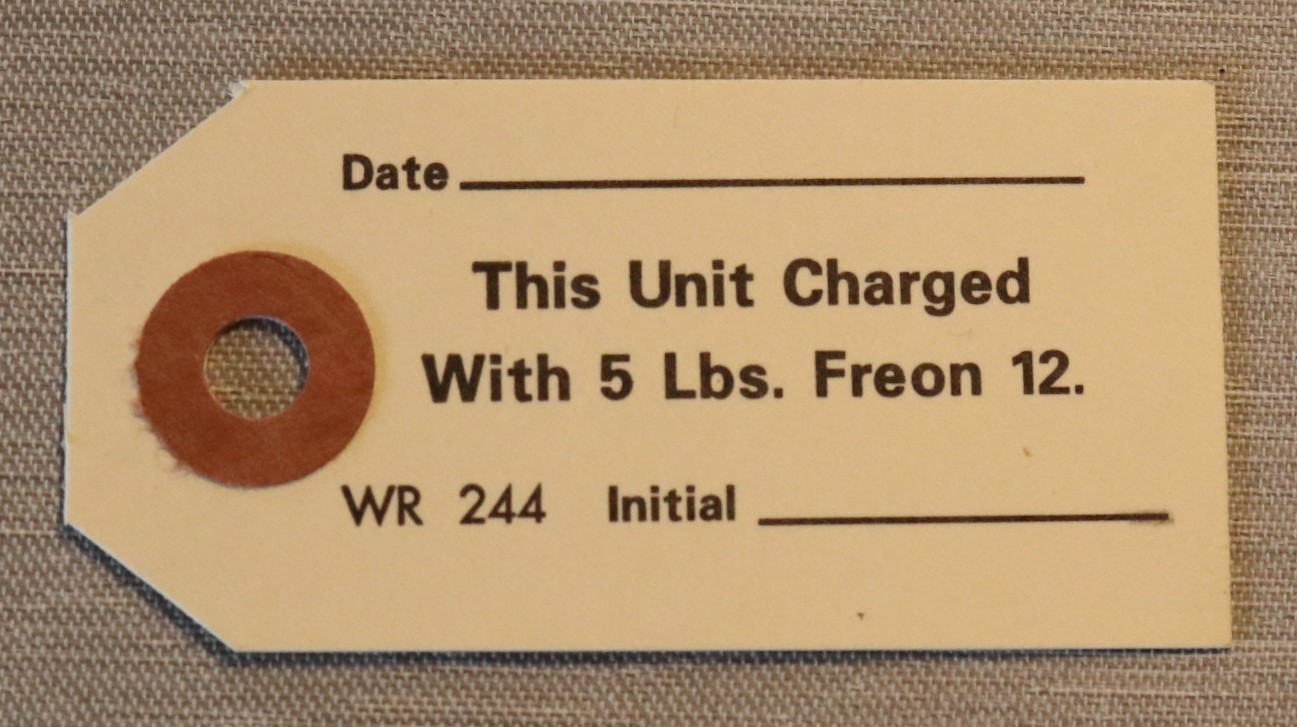 Date
This Unit Charged
With 5 Lbs. Freon 12.
WR 244 Initial